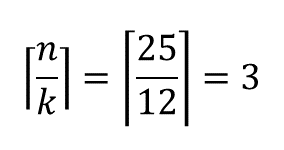 ⌈n/k⌉ = ⌈25/12⌉ = 3